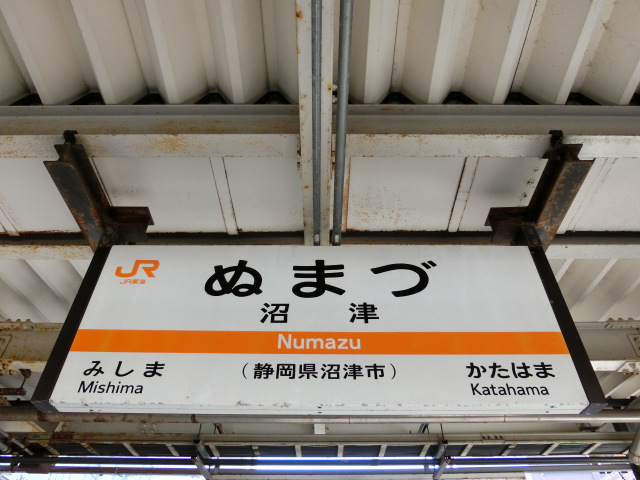 JR
JR東海
ぬまづ
沼津
Numazu
みしま
Mishima
（静岡県沼津市）
かたはま
Katahama